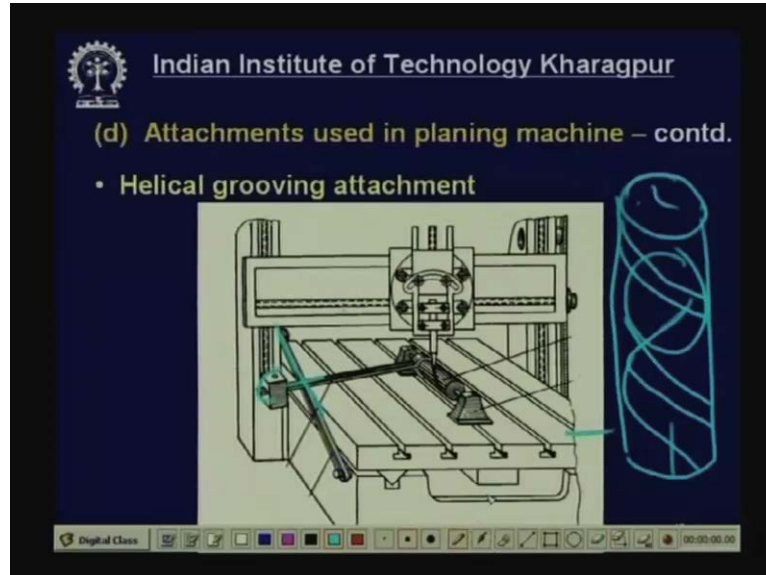 Indian Institute of Technology Kharagpur
(d) Attachments used in planing machine – contd.
• Helical grooving attachment
Digital Class
00:00:00.00